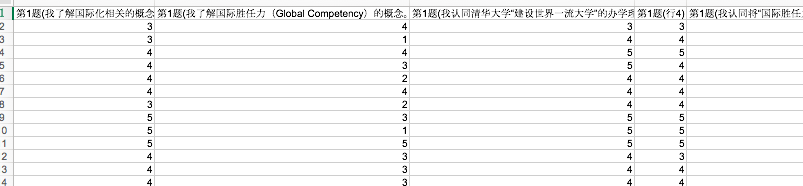 1 第1题(我了解国际化相关的概念 第1题(我了解国际胜任力（Global Competency）的概念。 第1题(我认同清华大学“建设世界一流大学”的办学理 第1题(行4) 第1题(我认同将“国际胜任
2 3 4 3 3
3 3 1 4 4
4 4 4 5 5
5 4 3 5 4
6 4 2 4 4
7 4 4 4 4
8 3 2 4 4
9 5 3 5 5
0 5 1 5 5
1 5 5 5 5
2 4 3 4 3
3 4 3 4 4
4 4 3 4 4